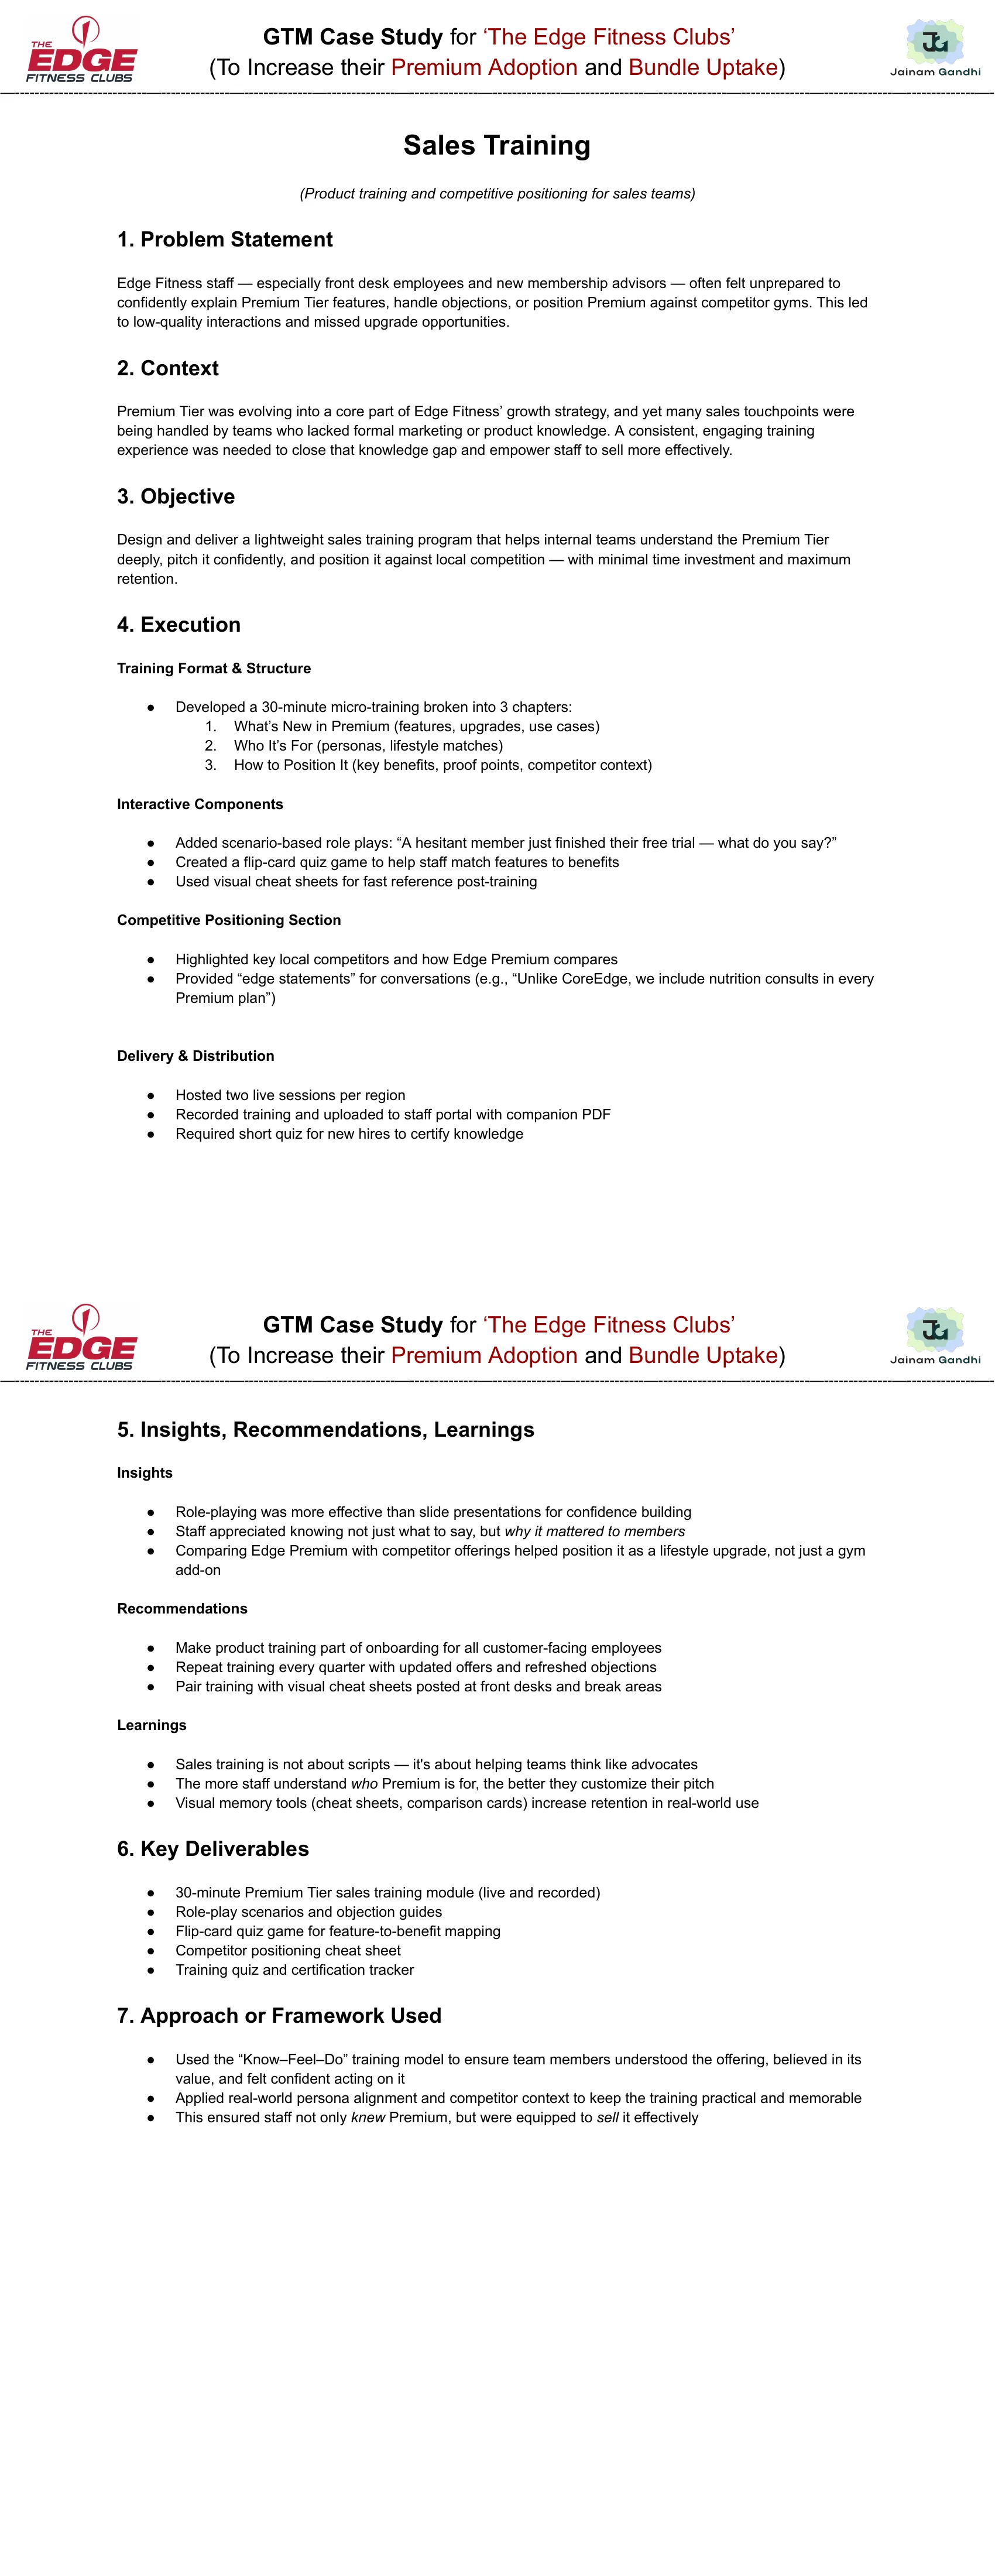 THE
EDGE
FITNESS CLUBS
GTM Case Study for ‘The Edge Fitness Clubs’
(To Increase their Premium Adoption and Bundle Uptake)
JG
Jainam Gandhi
Sales Training
(Product training and competitive positioning for sales teams)
1. Problem Statement
Edge Fitness staff — especially front desk employees and new membership advisors — often felt unprepared to
confidently explain Premium Tier features, handle objections, or position Premium against competitor gyms. This led
to low-quality interactions and missed upgrade opportunities.
2. Context
Premium Tier was evolving into a core part of Edge Fitness’ growth strategy, and yet many sales touchpoints were
being handled by teams who lacked formal marketing or product knowledge. A consistent, engaging training
experience was needed to close that knowledge gap and empower staff to sell more effectively.
3. Objective
Design and deliver a lightweight sales training program that helps internal teams understand the Premium Tier
deeply, pitch it confidently, and position it against local competition — with minimal time investment and maximum
retention.
4. Execution
Training Format & Structure
● Developed a 30-minute micro-training broken into 3 chapters:
1. What’s New in Premium (features, upgrades, use cases)
2. Who It’s For (personas, lifestyle matches)
3. How to Position It (key benefits, proof points, competitor context)
Interactive Components
● Added scenario-based role plays: “A hesitant member just finished their free trial — what do you say?”
● Created a flip-card quiz game to help staff match features to benefits
● Used visual cheat sheets for fast reference post-training
Competitive Positioning Section
● Highlighted key local competitors and how Edge Premium compares
● Provided “edge statements” for conversations (e.g., “Unlike CoreEdge, we include nutrition consults in every
Premium plan”)
Delivery & Distribution
● Hosted two live sessions per region
● Recorded training and uploaded to staff portal with companion PDF
● Required short quiz for new hires to certify knowledge
THE
EDGE
FITNESS CLUBS
GTM Case Study for ‘The Edge Fitness Clubs’
(To Increase their Premium Adoption and Bundle Uptake)
JG
Jainam Gandhi
5. Insights, Recommendations, Learnings
Insights
● Role-playing was more effective than slide presentations for confidence building
● Staff appreciated knowing not just what to say, but why it mattered to members
● Comparing Edge Premium with competitor offerings helped position it as a lifestyle upgrade, not just a gym
add-on
Recommendations
● Make product training part of onboarding for all customer-facing employees
● Repeat training every quarter with updated offers and refreshed objections
● Pair training with visual cheat sheets posted at front desks and break areas
Learnings
● Sales training is not about scripts — it's about helping teams think like advocates
● The more staff understand who Premium is for, the better they customize their pitch
● Visual memory tools (cheat sheets, comparison cards) increase retention in real-world use
6. Key Deliverables
● 30-minute Premium Tier sales training module (live and recorded)
● Role-play scenarios and objection guides
● Flip-card quiz game for feature-to-benefit mapping
● Competitor positioning cheat sheet
● Training quiz and certification tracker
7. Approach or Framework Used
● Used the “Know–Feel–Do” training model to ensure team members understood the offering, believed in its
value, and felt confident acting on it
● Applied real-world persona alignment and competitor context to keep the training practical and memorable
● This ensured staff not only knew Premium, but were equipped to sell it effectively